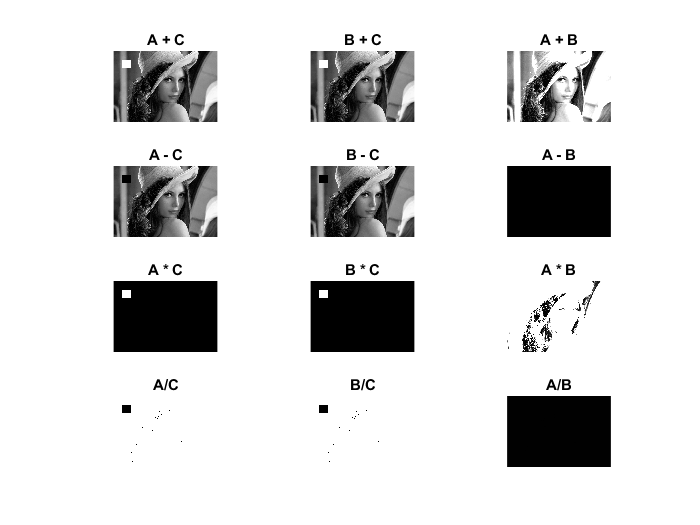 A + C
B + C
A + B
A - C
B - C
A - B
A * C
B * C
A * B
A/C
B/C
A/B